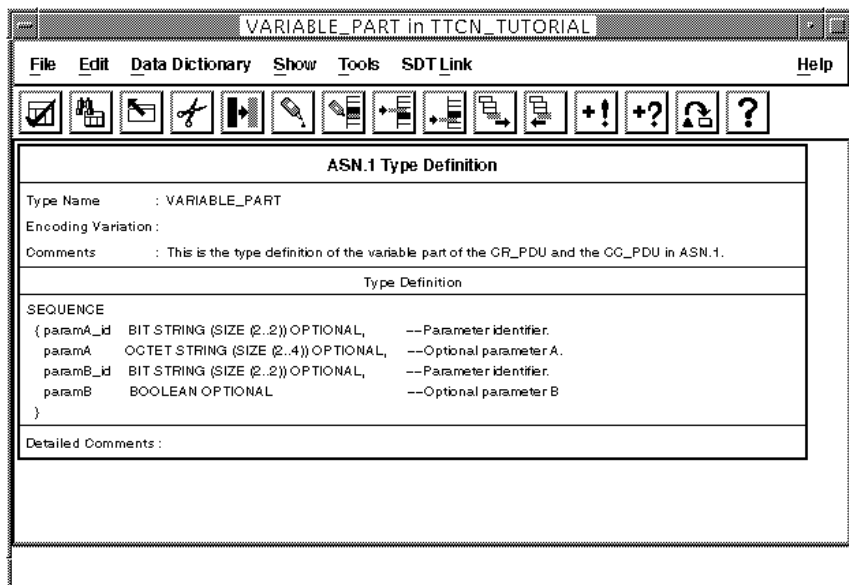 VARIABLE_PART in TTCN_TUTORIAL
File Edit Data Dictionary Show Tools SDT Link Help
+! +? ?
ASN.1 Type Definition
Type Name : VARIABLE_PART
Encoding Variation :
Comments : This is the type definition of the variable part of the CR_PDU and the CC_PDU in ASN.1.
Type Definition
SEQUENCE
{ paramA_id BIT STRING (SIZE (2..2)) OPTIONAL, --Parameter identifier.
paramA OCTET STRING (SIZE (2..4)) OPTIONAL, --Optional parameter A.
paramB_id BIT STRING (SIZE (2..2)) OPTIONAL, --Parameter identifier.
paramB BOOLEAN OPTIONAL --Optional parameter B
}
Detailed Comments :